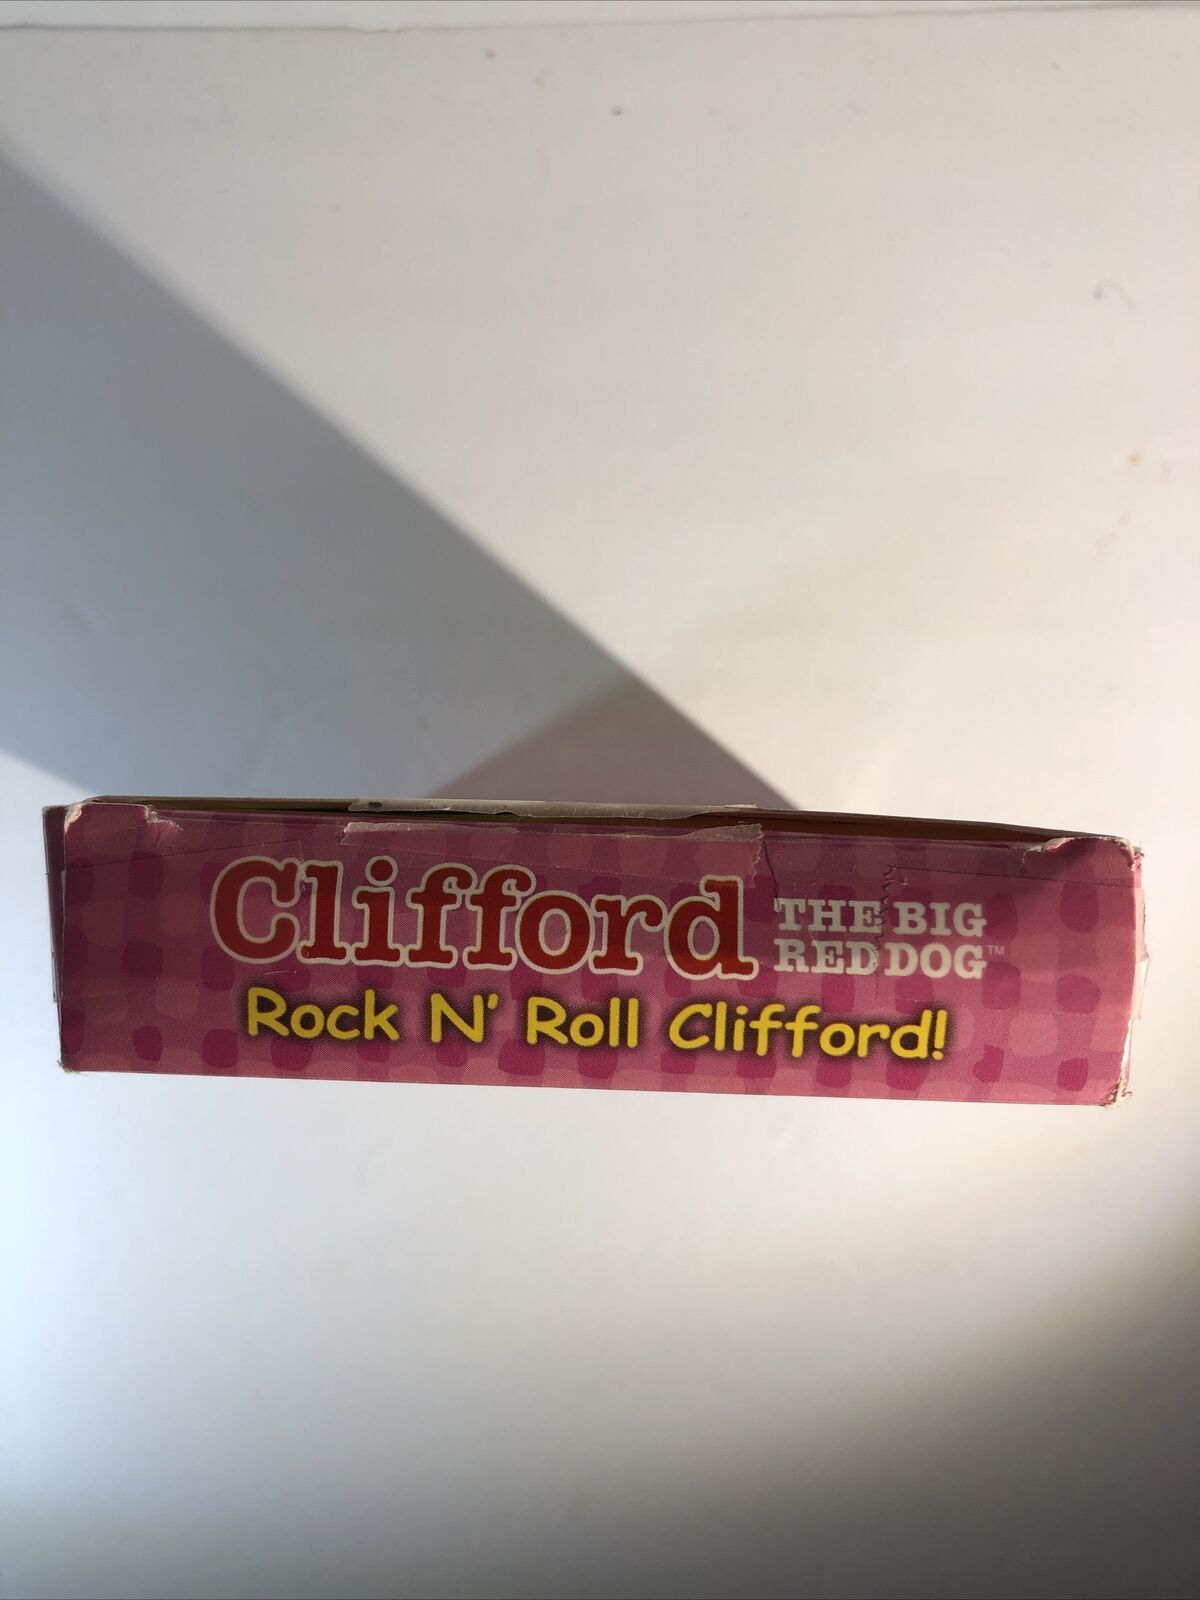 Clifford THE BIG RED DOG™
Rock N' Roll Clifford!